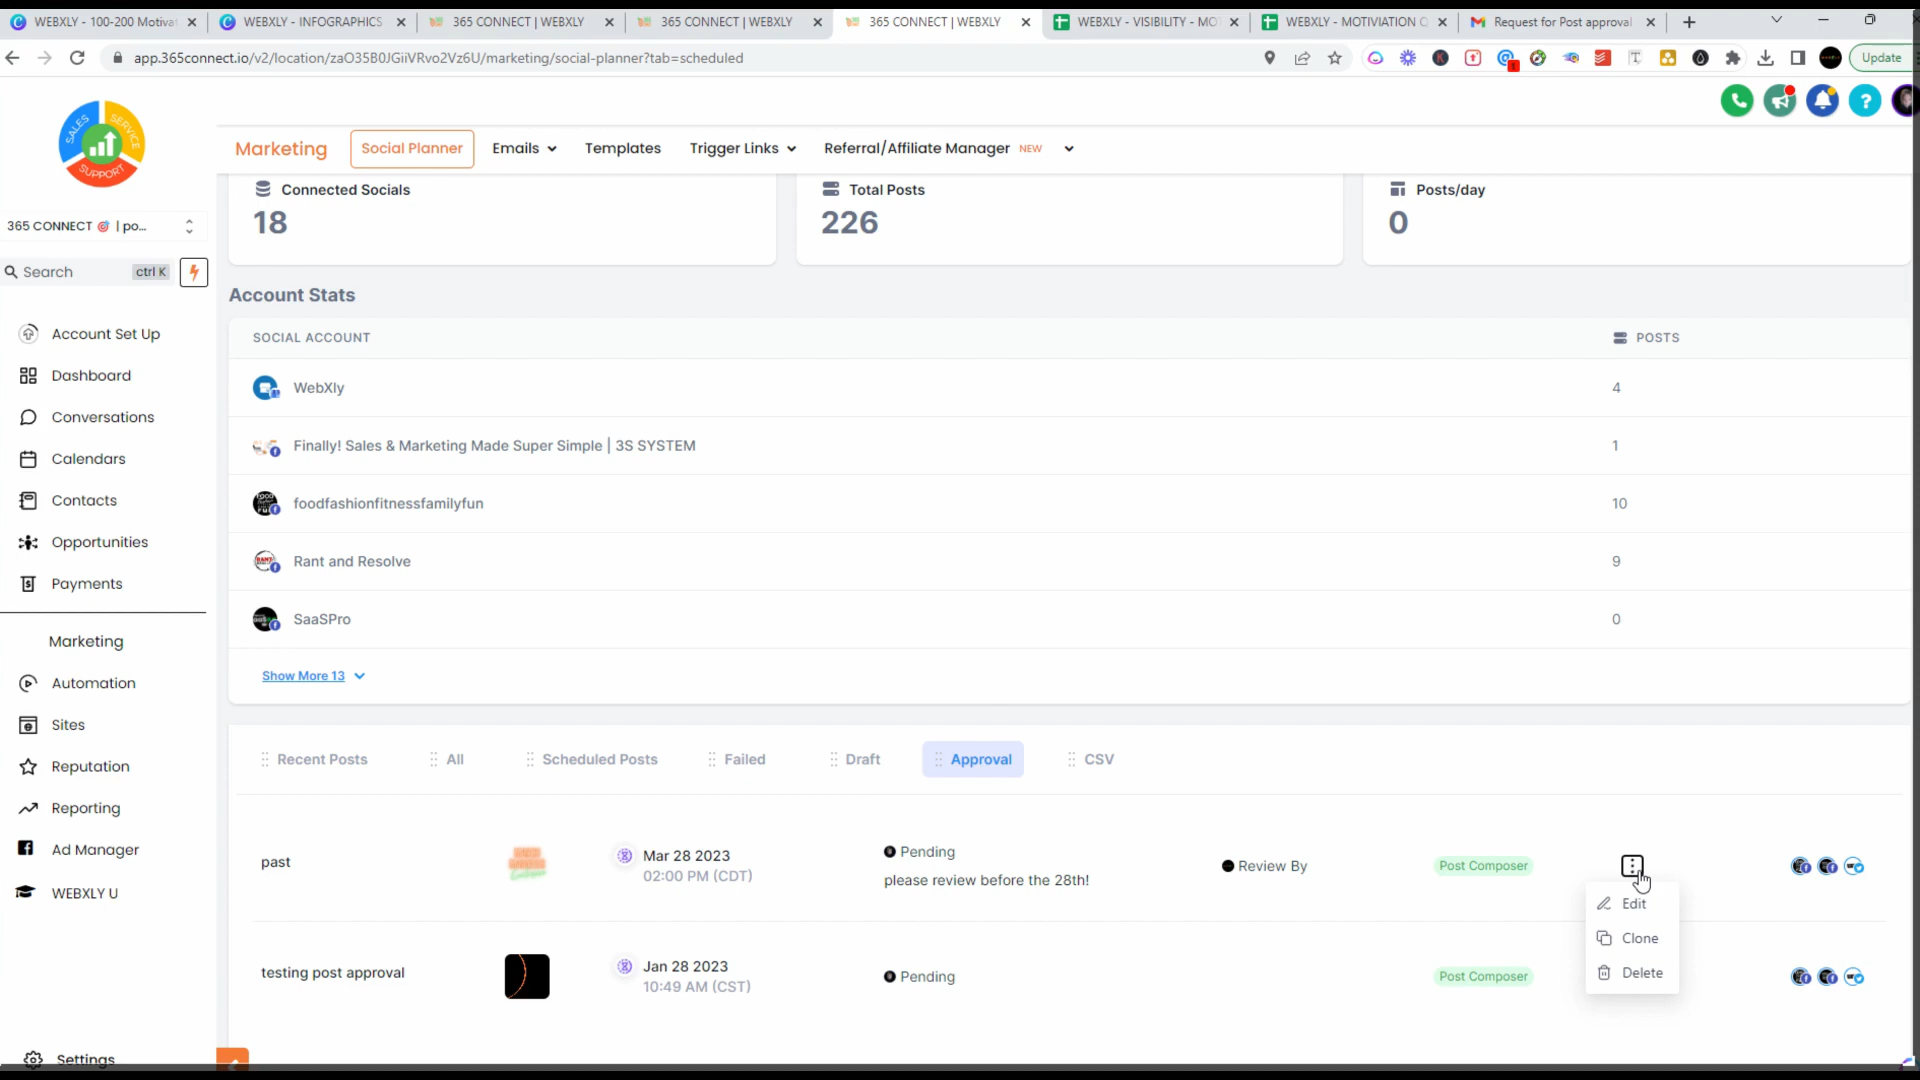 WEBXLY - 100-200 Motivat
WEBXLY - INFOGRAPHICS
365 CONNECT | WEBXLY
365 CONNECT | WEBXLY
365 CONNECT | WEBXLY
WEBXLY - VISIBILITY - MO
WEBXLY - MOTIVIATION Q
Request for Post approval
app.365connect.io/v2/location/zaO35B0JGiiVRvo2Vz6U/marketing/social-planner?tab=scheduled
Update
SALES
SERVICE
SUPPORT
Marketing
Social Planner
Emails
Templates
Trigger Links
Referral/Affiliate Manager NEW
365 CONNECT 🎯 | po...
Search
ctrl K
Account Set Up
Dashboard
Conversations
Calendars
Contacts
Opportunities
Payments
Marketing
Automation
Sites
Reputation
Reporting
Ad Manager
WEBXLY U
Settings
Connected Socials
18
Total Posts
226
Posts/day
0
Account Stats
SOCIAL ACCOUNT
POSTS
WebXly
4
Finally! Sales & Marketing Made Super Simple | 3S SYSTEM
1
foodfashionfitnessfamilyfun
10
Rant and Resolve
9
SaaSPro
0
Show More 13
Recent Posts
All
Scheduled Posts
Failed
Draft
Approval
CSV
past
Mar 28 2023
02:00 PM (CDT)
Pending
please review before the 28th!
Review By
Post Composer
Edit
Clone
Delete
testing post approval
Jan 28 2023
10:49 AM (CST)
Pending
Post Composer